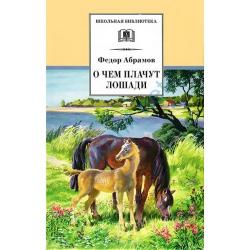 ШКОЛЬНАЯ БИБЛИОТЕКА
Федор Абрамов
О ЧЕМ ПЛАЧУТ
ЛОШАДИ